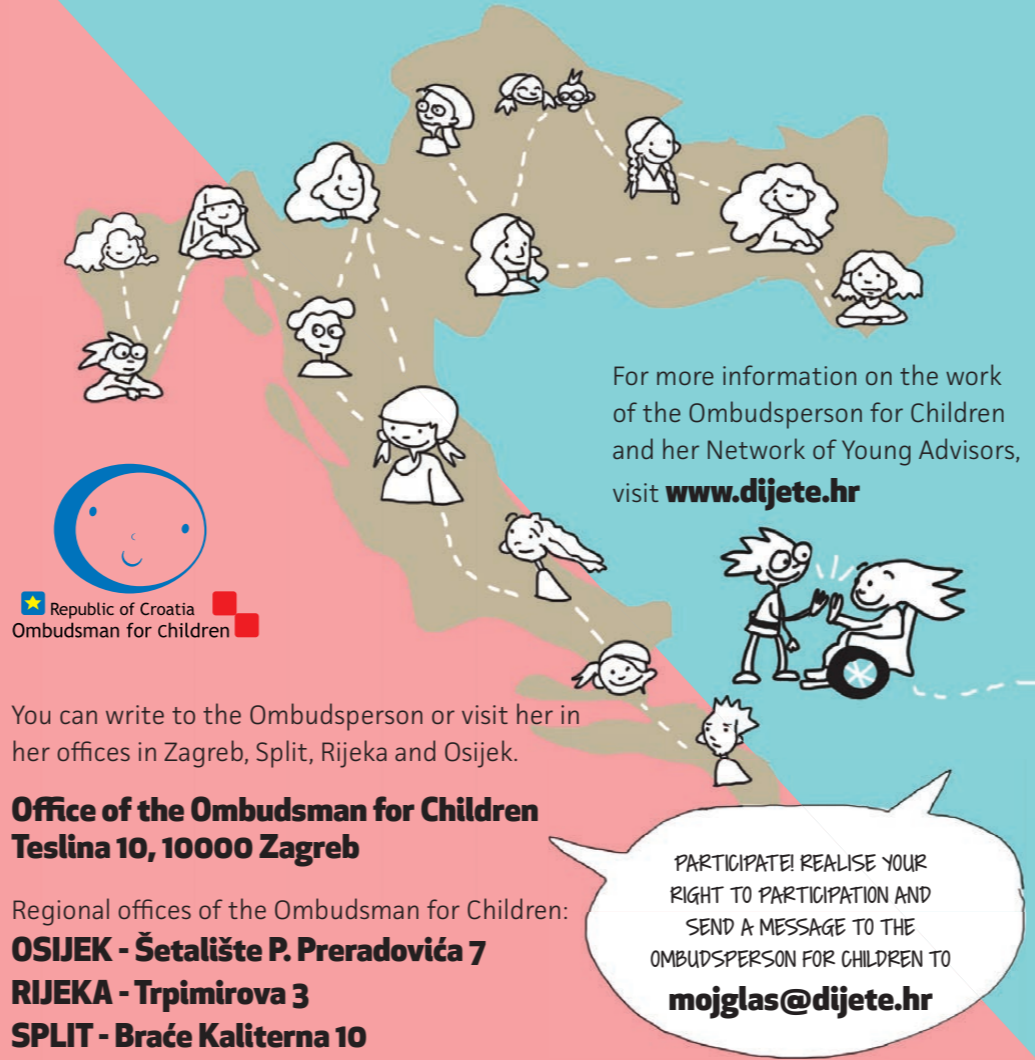 For more information on the work
of the Ombudsperson for Children
and her Network of Young Advisors,
visit www.dijete.hr
Republic of Croatia
Ombudsman for Children
You can write to the Ombudsperson or visit her in
her offices in Zagreb, Split, Rijeka and Osijek.
Office of the Ombudsman for Children
Teslina 10, 10000 Zagreb
Regional offices of the Ombudsman for Children:
OSIJEK - Šetalište P. Preradovića 7
RIJEKA - Trpimirova 3
SPLIT - Braće Kaliterna 10
PARTICIPATE! REALISE YOUR
RIGHT TO PARTICIPATION AND
SEND A MESSAGE TO THE
OMBUDSPERSON FOR CHILDREN TO
mojglas@dijete.hr